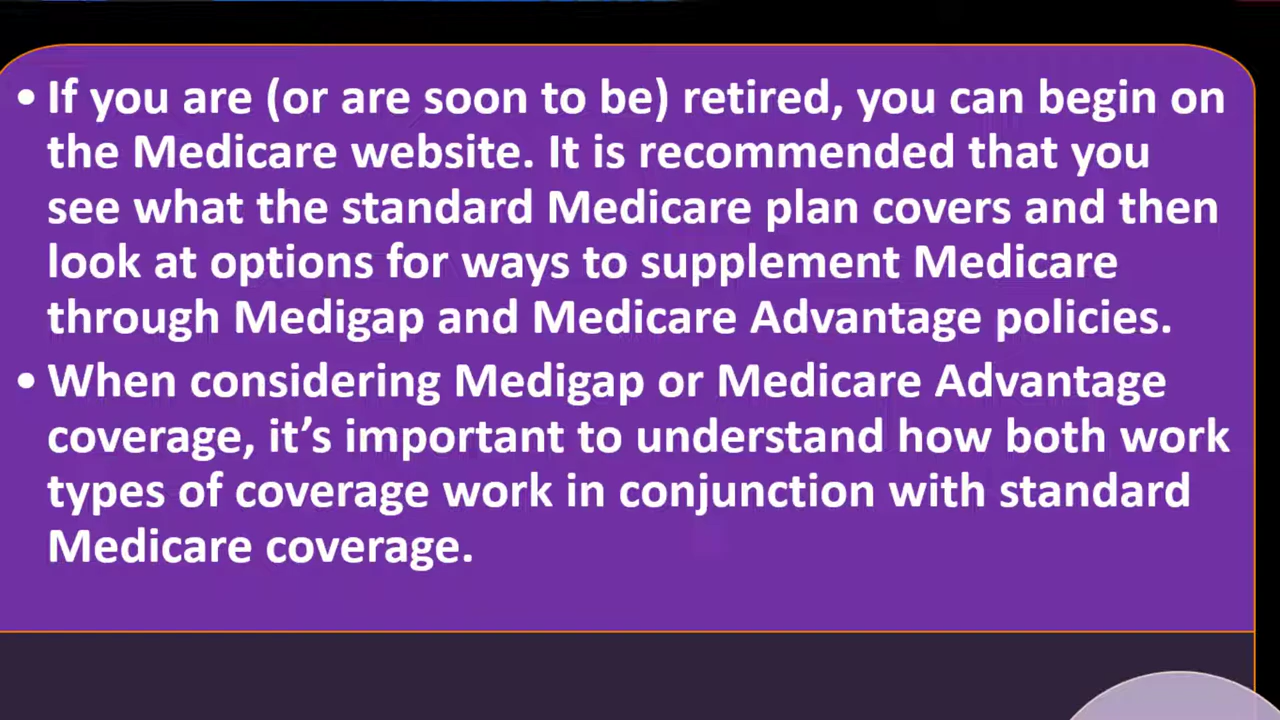 • If you are (or are soon to be) retired, you can begin on
the Medicare website. It is recommended that you
see what the standard Medicare plan covers and then
look at options for ways to supplement Medicare
through Medigap and Medicare Advantage policies.
• When considering Medigap or Medicare Advantage
coverage, it’s important to understand how both work
types of coverage work in conjunction with standard
Medicare coverage.